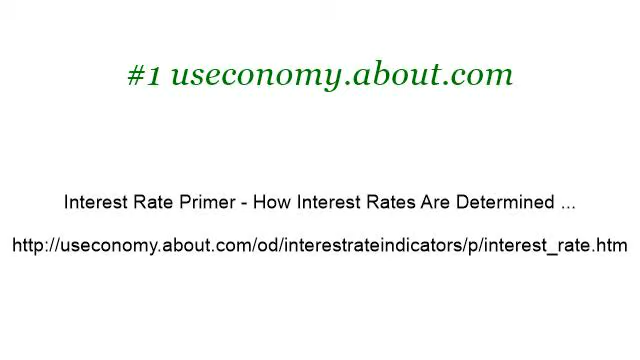 #1 useconomy.about.com
Interest Rate Primer - How Interest Rates Are Determined ...
http://useconomy.about.com/od/interestrateindicators/p/interest_rate.htm